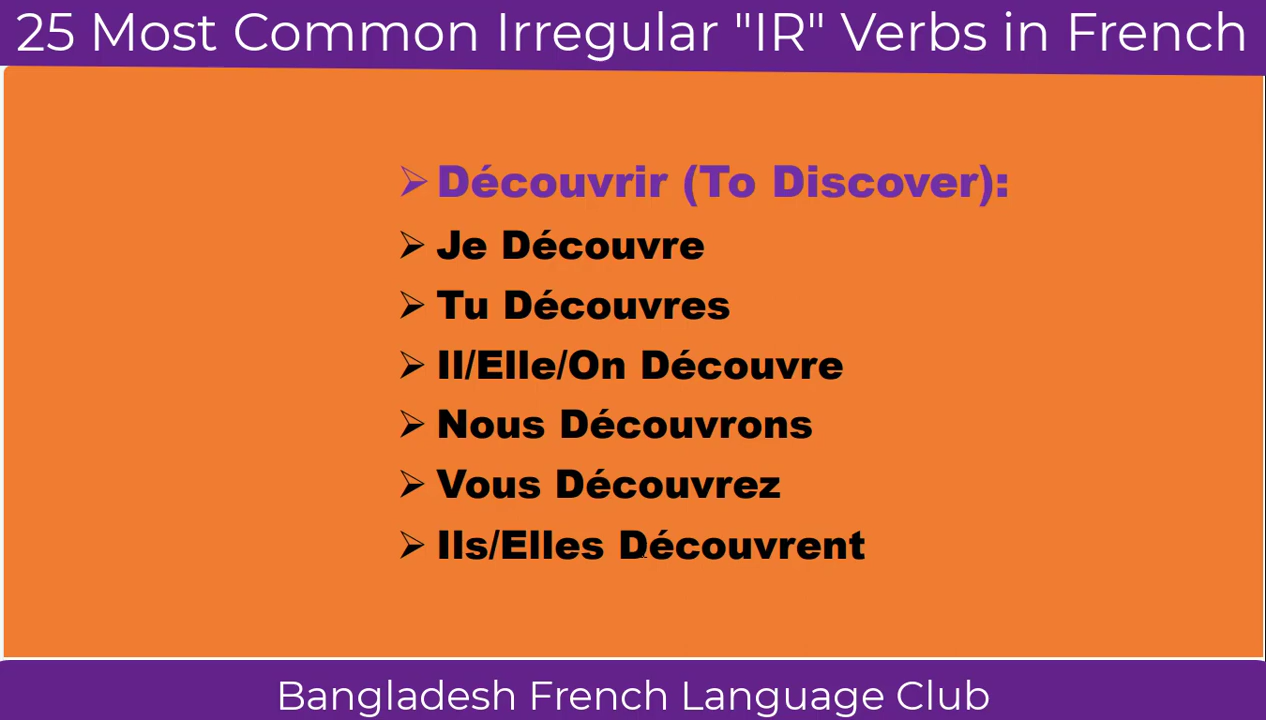 25 Most Common Irregular "IR" Verbs in French
➢ Découvrir (To Discover):
➢ Je Découvre
➢ Tu Découvres
➢ Il/Elle/On Découvre
➢ Nous Découvrons
➢ Vous Découvrez
➢ Ils/Elles Découvrent
Bangladesh French Language Club